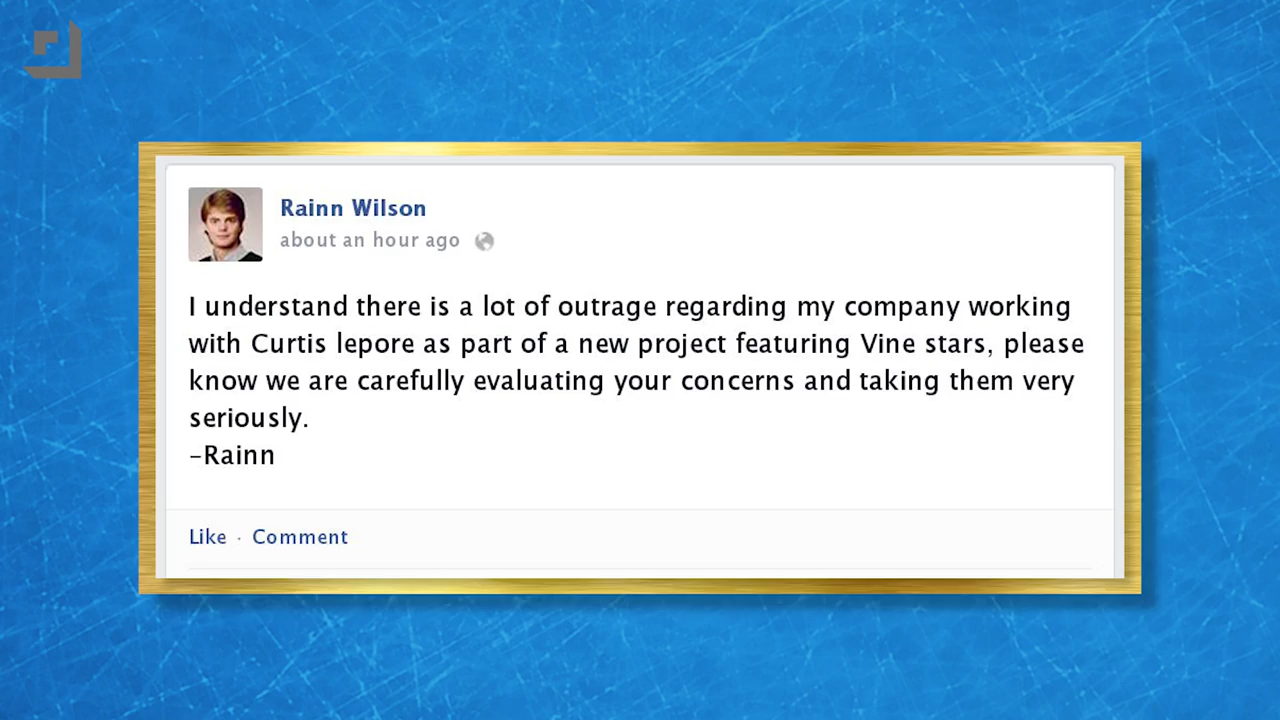 Rainn Wilson
about an hour ago
I understand there is a lot of outrage regarding my company working
with Curtis lepore as part of a new project featuring Vine stars, please
know we are carefully evaluating your concerns and taking them very
seriously.
–Rainn
Like · Comment